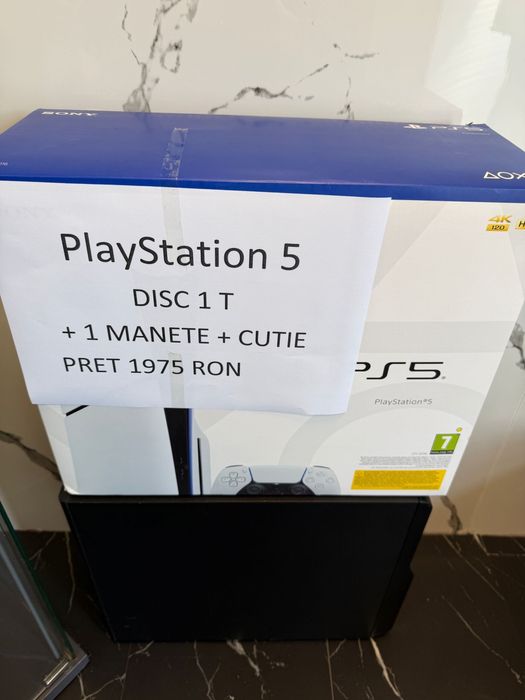 SONY
PS5
4K
120
PlayStation 5
DISC 1 T
+ 1 MANETE + CUTIE
PRET 1975 RON
PS5
PlayStation®5
7